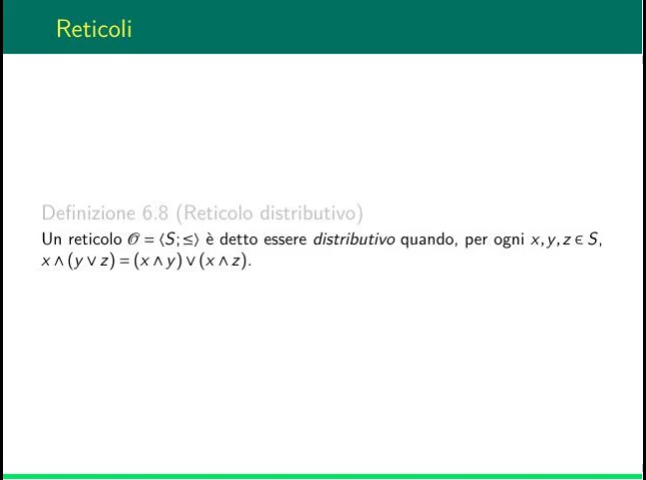 Reticoli
Definizione 6.8 (Reticolo distributivo)
Un reticolo 𝒪 = ⟨S; ≤⟩ è detto essere distributivo quando, per ogni x, y, z ∈ S,
x ∧ (y ∨ z) = (x ∧ y) ∨ (x ∧ z).